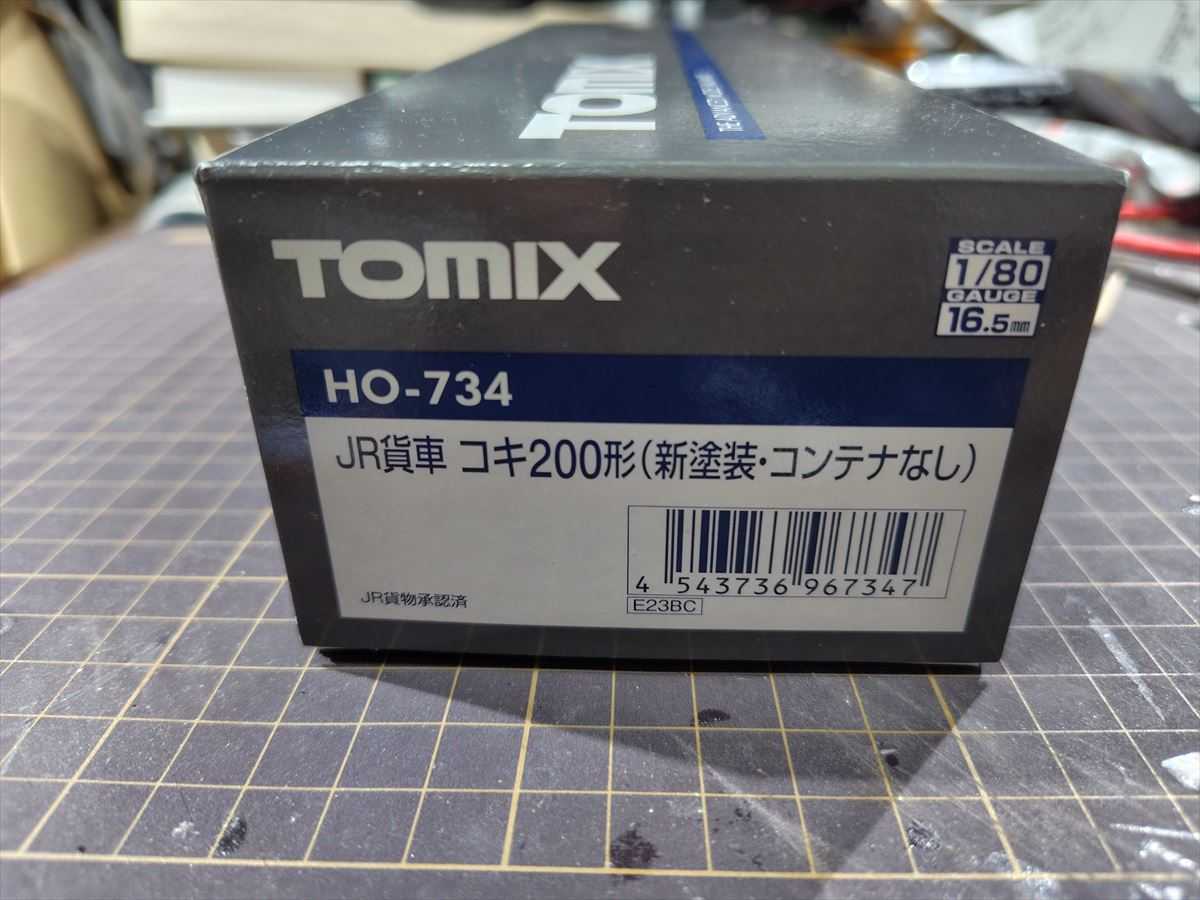 TOMIX
TOMIX
SCALE
1/80
GAUGE
16.5mm
HO-734
JR貨車 コキ200形(新塗装・コンテナなし)
4 543736 967347
E23BC
JR貨物承認済